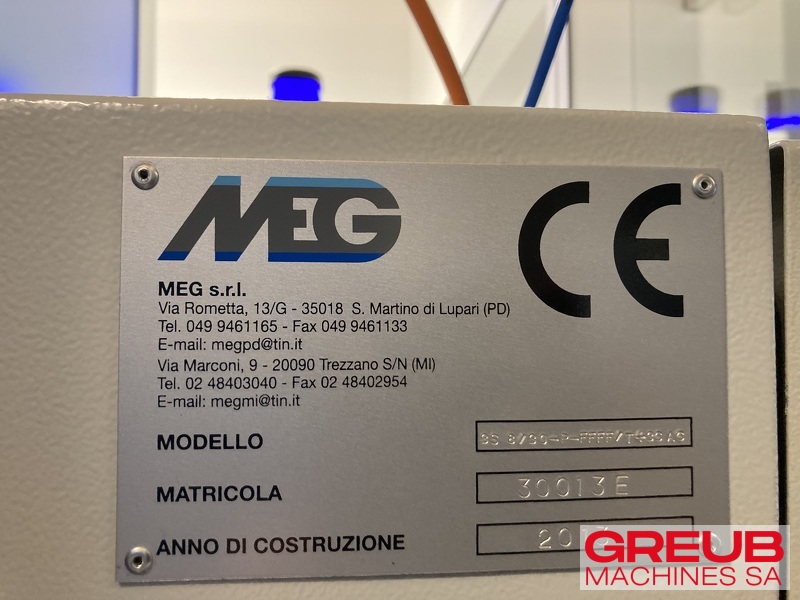 MEG
CE
MEG s.r.l.
Via Rometta, 13/G - 35018 S. Martino di Lupari (PD)
Tel. 049 9461165 - Fax 049 9461133
E-mail: megpd@tin.it
Via Marconi, 9 - 20090 Trezzano S/N (MI)
Tel. 02 48403040 - Fax 02 48402954
E-mail: megmi@tin.it
MODELLO
MATRICOLA 30013E
ANNO DI COSTRUZIONE
GREUB
MACHINES SA